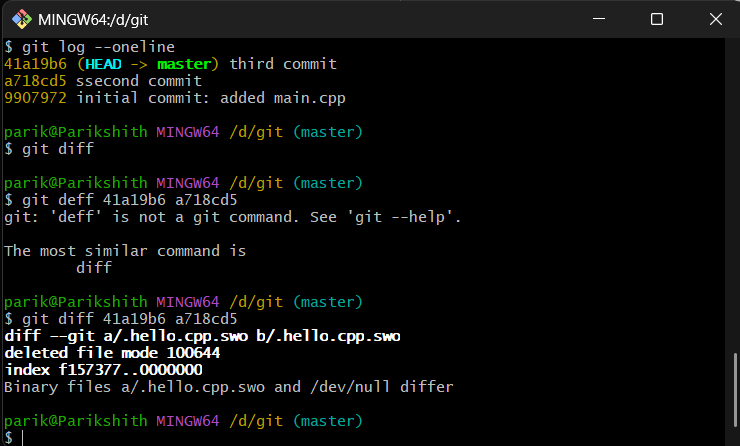 MINGW64:/d/git
$ git log --oneline
41a19b6 (HEAD -> master) third commit
a718cd5 ssecond commit
9907972 initial commit: added main.cpp
parik@Parikshith MINGW64 /d/git (master)
$ git diff
parik@Parikshith MINGW64 /d/git (master)
$ git deff 41a19b6 a718cd5
git: 'deff' is not a git command. See 'git --help'.
The most similar command is
diff
parik@Parikshith MINGW64 /d/git (master)
$ git diff 41a19b6 a718cd5
diff --git a/.hello.cpp.swo b/.hello.cpp.swo
deleted file mode 100644
index f157377..0000000
Binary files a/.hello.cpp.swo and /dev/null differ
parik@Parikshith MINGW64 /d/git (master)
$